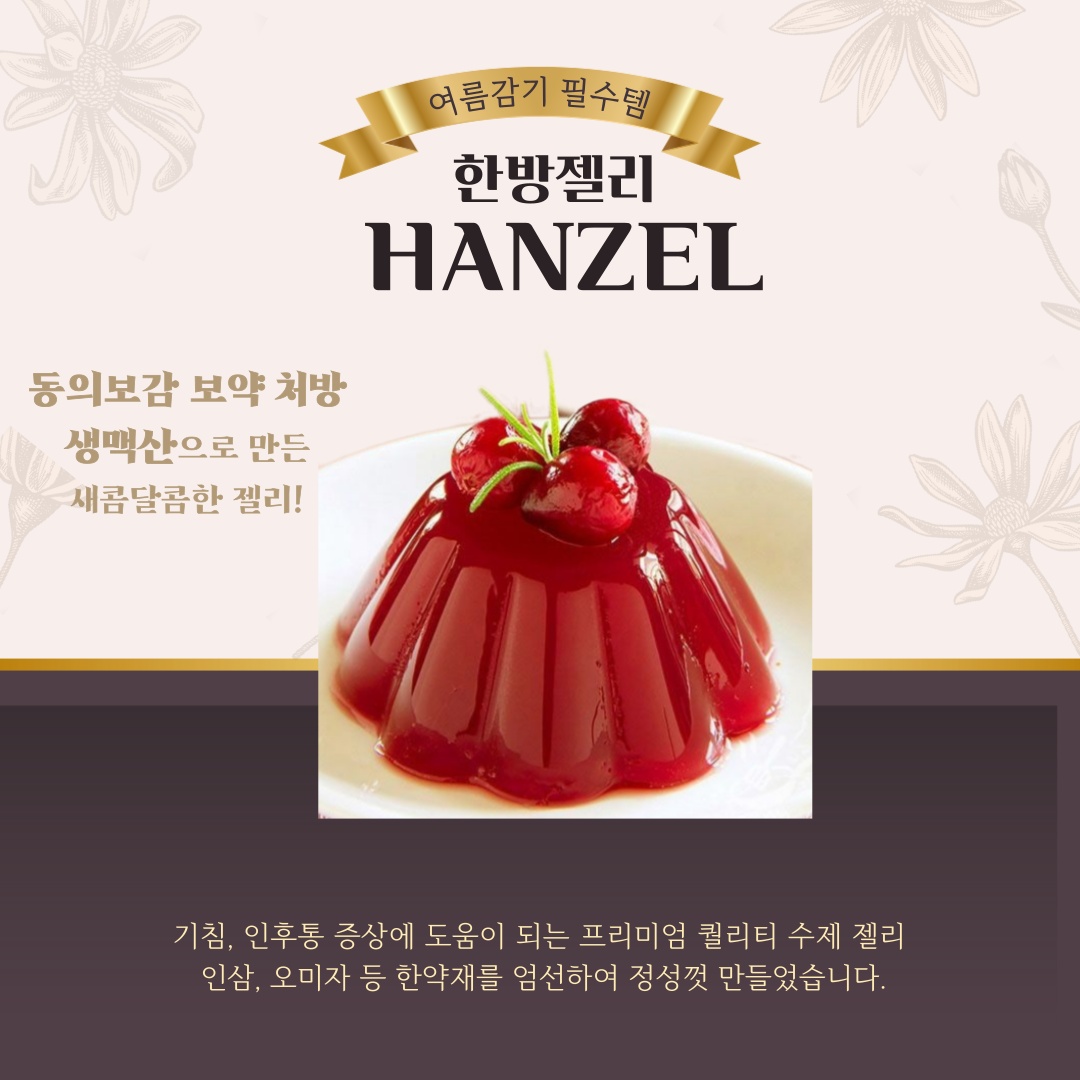 여름감기 필수템
한방젤리
HANZEL
동의보감 보약 처방
생맥산으로 만든
새콤달콤한 젤리!
기침, 인후통 증상에 도움이 되는 프리미엄 퀄리티 수제 젤리
인삼, 오미자 등 한약재를 엄선하여 정성껏 만들었습니다.